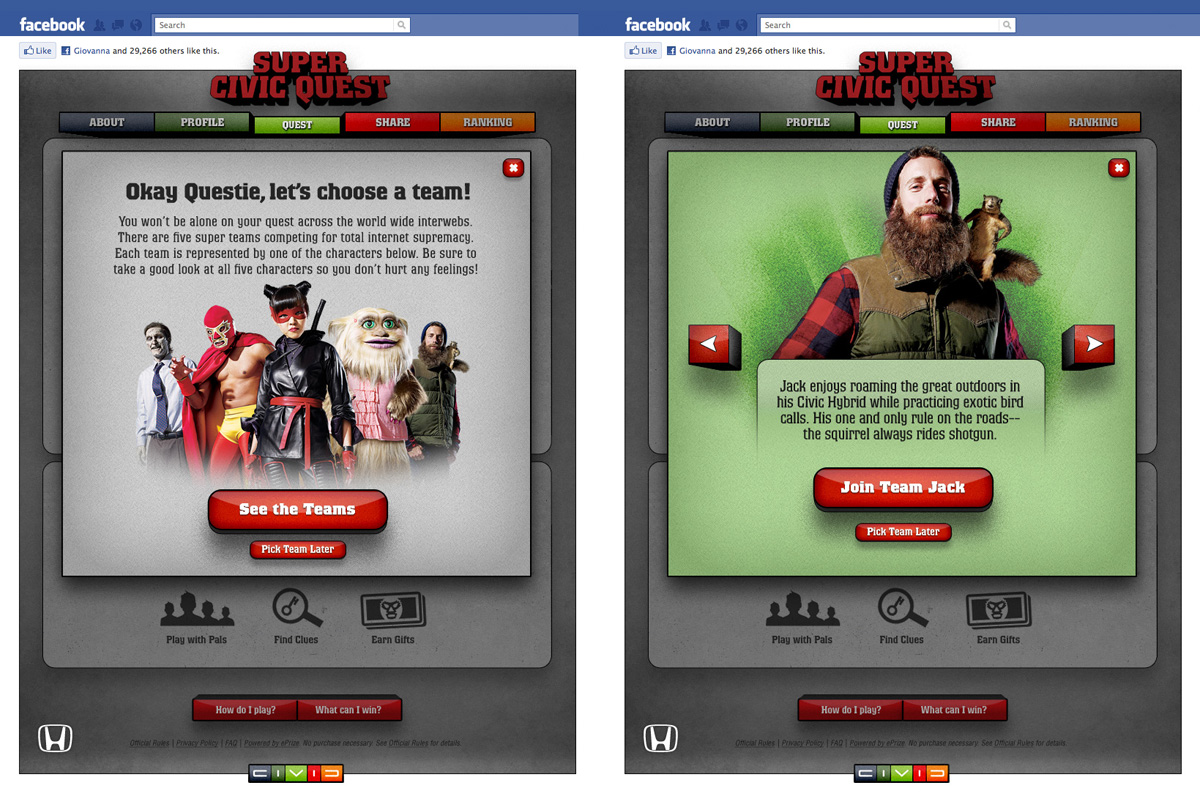 facebook
Search
Like
Giovanna and 29,266 others like this.
SUPER
CIVIC QUEST
ABOUT
PROFILE
QUEST
SHARE
RANKING
Okay Questie, let's choose a team!
You won't be alone on your quest across the world wide interwebs.
There are five super teams competing for total internet supremacy.
Each team is represented by one of the characters below. Be sure to
take a good look at all five characters so you don't hurt any feelings!
See the Teams
Pick Team Later
Play with Pals
Find Clues
Earn Gifts
How do I play?
What can I win?
Official Rules | Privacy Policy | FAQ | Powered by ePrize. No purchase necessary. See Official Rules for details.
CIVIC
facebook
Search
Like
Giovanna and 29,266 others like this.
SUPER
CIVIC QUEST
ABOUT
PROFILE
QUEST
SHARE
RANKING
Jack enjoys roaming the great outdoors in
his Civic Hybrid while practicing exotic bird
calls. His one and only rule on the roads--
the squirrel always rides shotgun.
Join Team Jack
Pick Team Later
Play with Pals
Find Clues
Earn Gifts
How do I play?
What can I win?
Official Rules | Privacy Policy | FAQ | Powered by ePrize. No purchase necessary. See Official Rules for details.
CIVIC